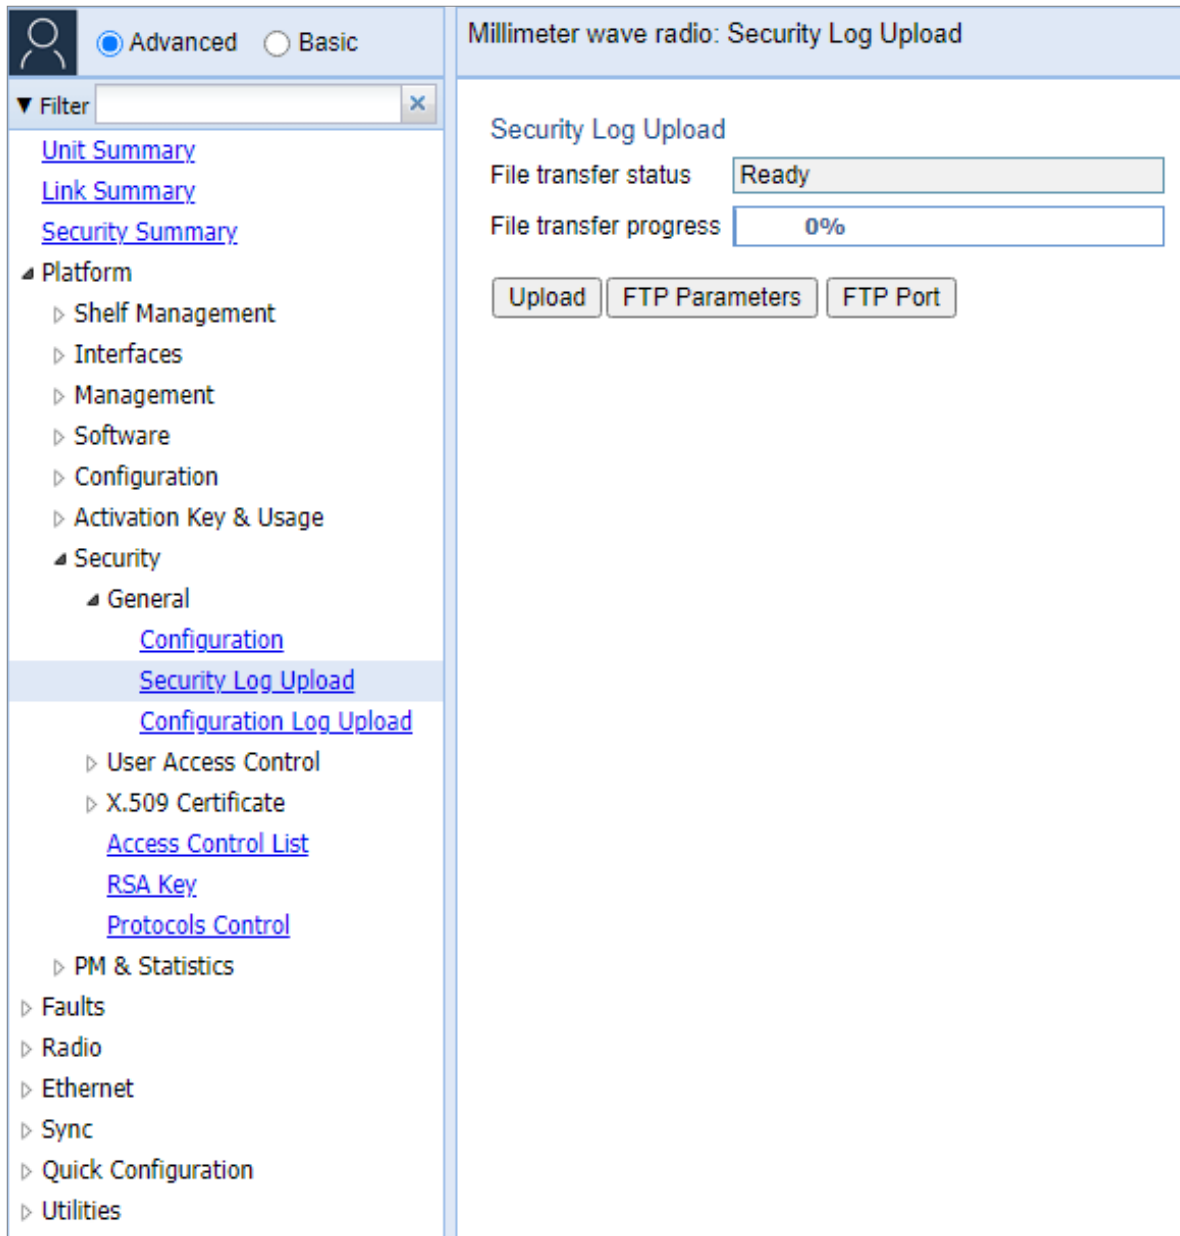 Advanced Basic
Filter
Unit Summary
Link Summary
Security Summary
Platform
Shelf Management
Interfaces
Management
Software
Configuration
Activation Key & Usage
Security
General
Configuration
Security Log Upload
Configuration Log Upload
User Access Control
X.509 Certificate
Access Control List
RSA Key
Protocols Control
PM & Statistics
Faults
Radio
Ethernet
Sync
Quick Configuration
Utilities
Millimeter wave radio: Security Log Upload
Security Log Upload
File transfer status Ready
File transfer progress 0%
Upload FTP Parameters FTP Port